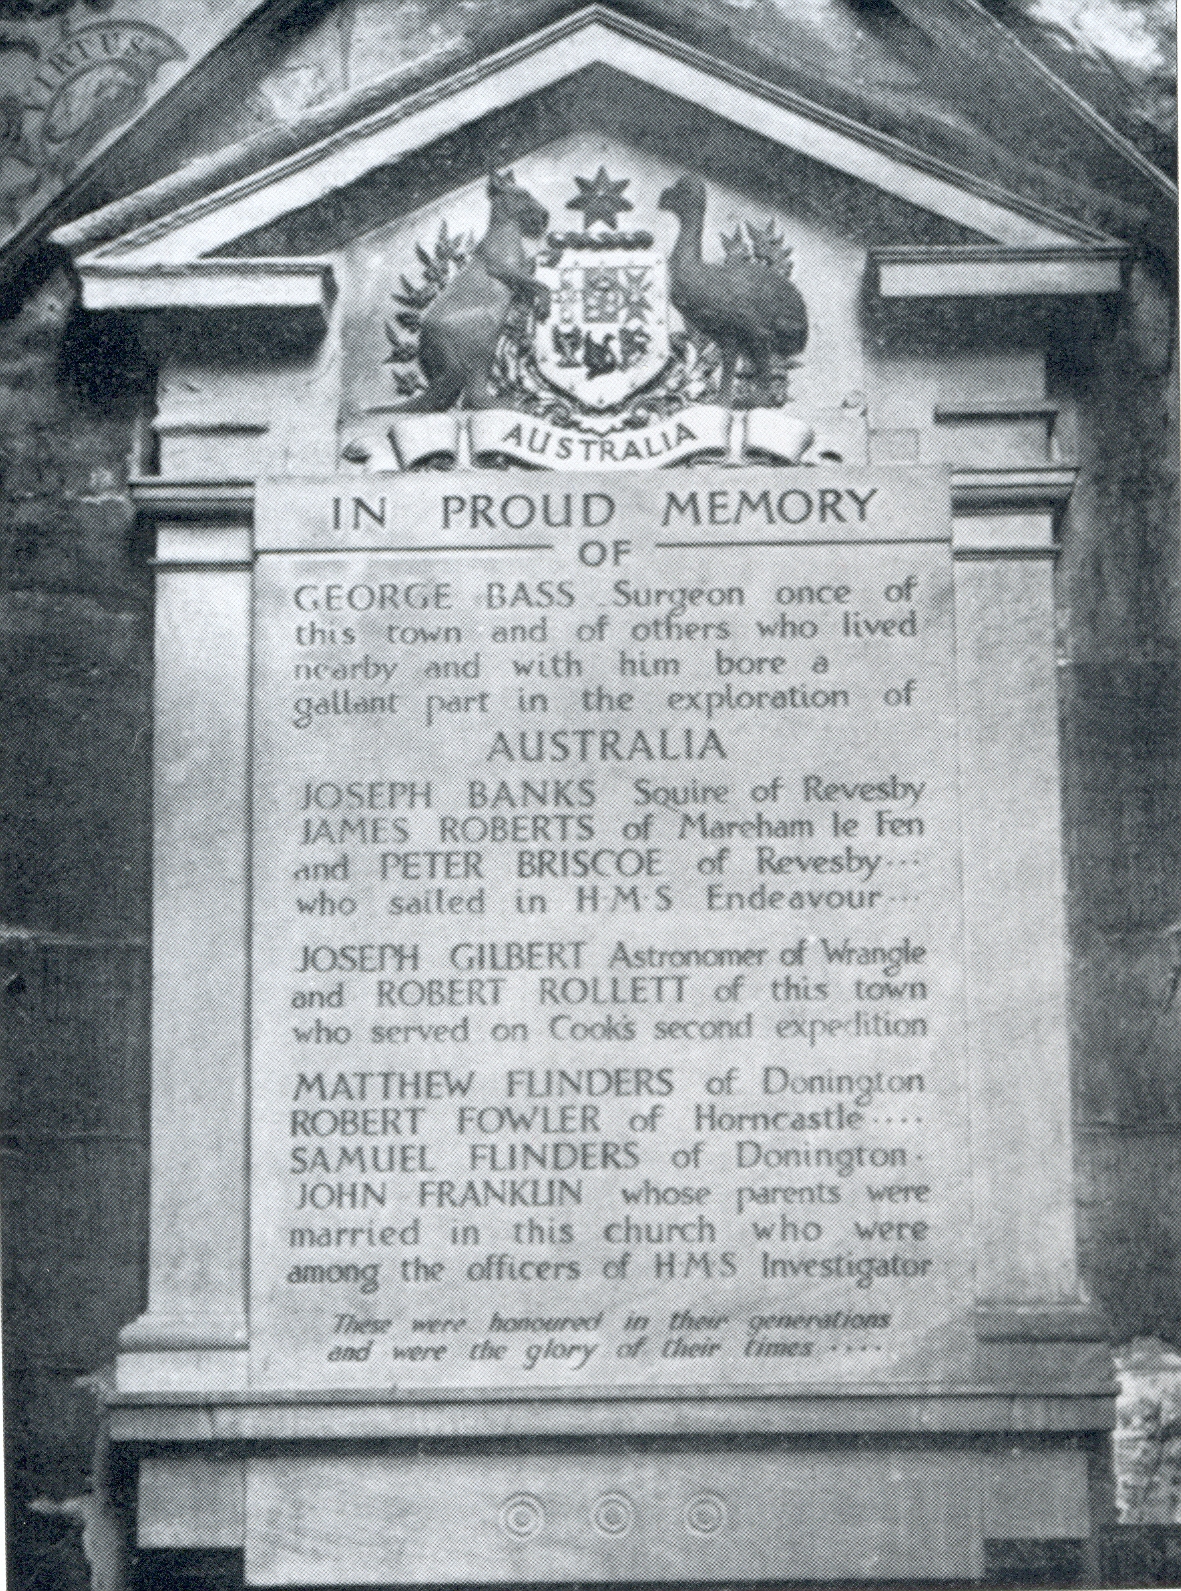 IRTUS
AUSTRALIA
IN PROUD MEMORY
OF
GEORGE BASS Surgeon once of
this town and of others who lived
nearby and with him bore a
gallant part in the exploration of
AUSTRALIA
JOSEPH BANKS Squire of Revesby
JAMES ROBERTS of Mareham le Fen
and PETER BRISCOE of Revesby...
who sailed in H·M·S Endeavour...
JOSEPH GILBERT Astronomer of Wrangle
and ROBERT ROLLETT of this town
who served on Cook's second expedition
MATTHEW FLINDERS of Donington
ROBERT FOWLER of Horncastle....
SAMUEL FLINDERS of Donington.
JOHN FRANKLIN whose parents were
married in this church who were
among the officers of H·M·S Investigator
These were honoured in their generations
and were the glory of their times....